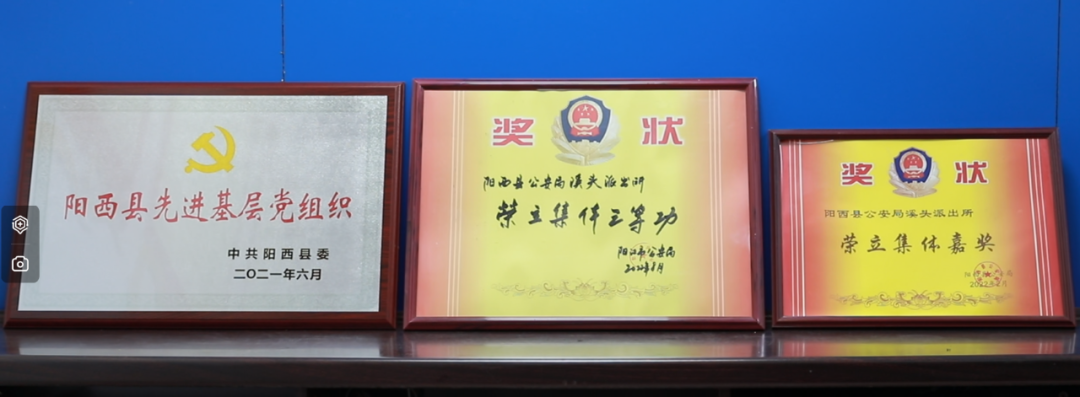 阳西县先进基层党组织
中共阳西县委
二〇二一年六月
奖状
阳西县公安局溪头派出所
荣立集体三等功
阳江市公安局
奖状
阳西县公安局溪头派出所
荣立集体嘉奖